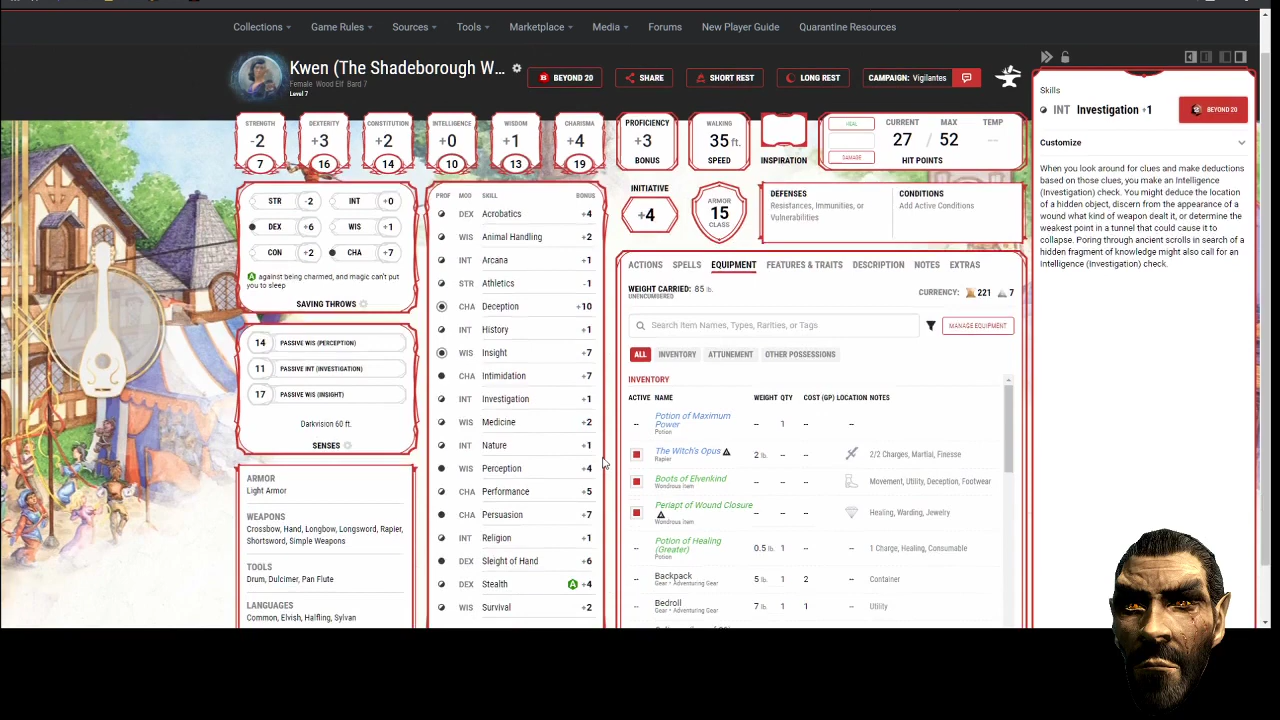 Collections
Game Rules
Sources
Tools
Marketplace
Media
Forums
New Player Guide
Quarantine Resources
Kwen (The Shadeborough W...
Female Wood Elf Bard 7
Level 7
BEYOND 20
SHARE
SHORT REST
LONG REST
CAMPAIGN: Vigilantes
STRENGTH
-2
7
DEXTERITY
+3
16
CONSTITUTION
+2
14
INTELLIGENCE
+0
10
WISDOM
+1
13
CHARISMA
+4
19
PROFICIENCY
+3
BONUS
WALKING
35 ft.
SPEED
INSPIRATION
HEAL
DAMAGE
CURRENT
MAX
TEMP
27 / 52 --
HIT POINTS
STR -2
INT +0
DEX +6
WIS +1
CON +2
CHA +7
A against being charmed, and magic can't put
you to sleep
SAVING THROWS
14 PASSIVE WIS (PERCEPTION)
11 PASSIVE INT (INVESTIGATION)
17 PASSIVE WIS (INSIGHT)
Darkvision 60 ft.
SENSES
ARMOR
Light Armor
WEAPONS
Crossbow, Hand, Longbow, Longsword, Rapier,
Shortsword, Simple Weapons
TOOLS
Drum, Dulcimer, Pan Flute
LANGUAGES
Common, Elvish, Halfling, Sylvan
PROF MOD SKILL BONUS
DEX Acrobatics +4
WIS Animal Handling +2
INT Arcana +1
STR Athletics -1
CHA Deception +10
INT History +1
WIS Insight +7
CHA Intimidation +7
INT Investigation +1
WIS Medicine +2
INT Nature +1
WIS Perception +4
CHA Performance +5
CHA Persuasion +7
INT Religion +1
DEX Sleight of Hand +6
DEX Stealth A +4
WIS Survival +2
INITIATIVE
+4
ARMOR
15
CLASS
DEFENSES
Resistances, Immunities, or
Vulnerabilities
CONDITIONS
Add Active Conditions
ACTIONS
SPELLS
EQUIPMENT
FEATURES & TRAITS
DESCRIPTION
NOTES
EXTRAS
WEIGHT CARRIED: 85 lb.
UNENCUMBERED
CURRENCY: 221 7
Search Item Names, Types, Rarities, or Tags
MANAGE EQUIPMENT
ALL
INVENTORY
ATTUNEMENT
OTHER POSSESSIONS
INVENTORY
ACTIVE NAME WEIGHT QTY COST (GP) LOCATION NOTES
-- Potion of Maximum
Power -- 1 -- --
Potion
The Witch's Opus 2 lb. -- -- 2/2 Charges, Martial, Finesse
Rapier
Boots of Elvenkind -- -- -- Movement, Utility, Deception, Footwear
Wondrous item
Periapt of Wound Closure -- -- -- Healing, Warding, Jewelry
Wondrous item
-- Potion of Healing
(Greater) 0.5 lb. 1 -- -- 1 Charge, Healing, Consumable
Potion
-- Backpack 5 lb. 1 2 -- Container
Gear • Adventuring Gear
-- Bedroll 7 lb. 1 1 -- Utility
Gear • Adventuring Gear
Skills
INT Investigation +1
BEYOND 20
Customize
When you look around for clues and make deductions
based on those clues, you make an Intelligence
(Investigation) check. You might deduce the location
of a hidden object, discern from the appearance of a
wound what kind of weapon dealt it, or determine the
weakest point in a tunnel that could cause it to
collapse. Poring through ancient scrolls in search of a
hidden fragment of knowledge might also call for an
Intelligence (Investigation) check.